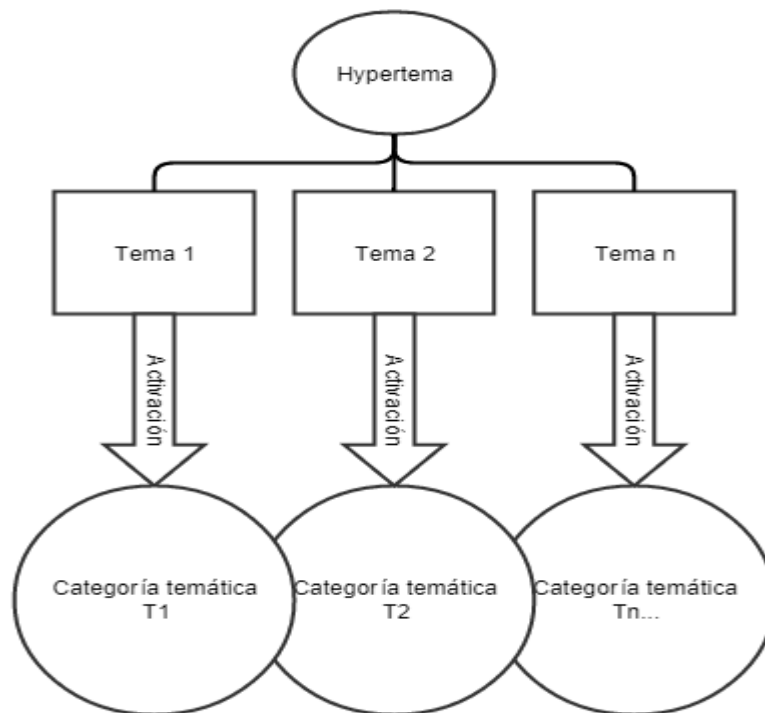 Hypertema
Tema 1
Tema 2
Tema n
Activación
Activación
Activación
Categoría temática
T1
Categoría temática
T2
Categoría temática
Tn...